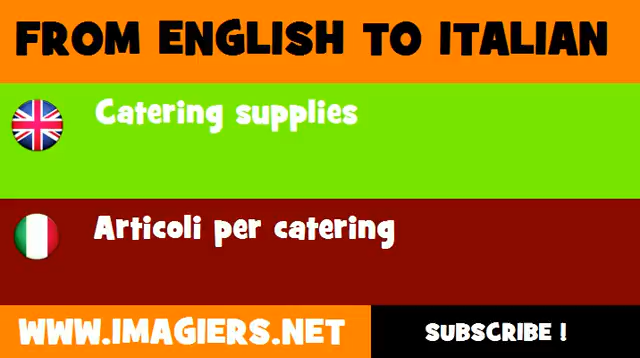 FROM ENGLISH TO ITALIAN
Catering supplies
Articoli per catering
WWW.IMAGIERS.NET
SUBSCRIBE !